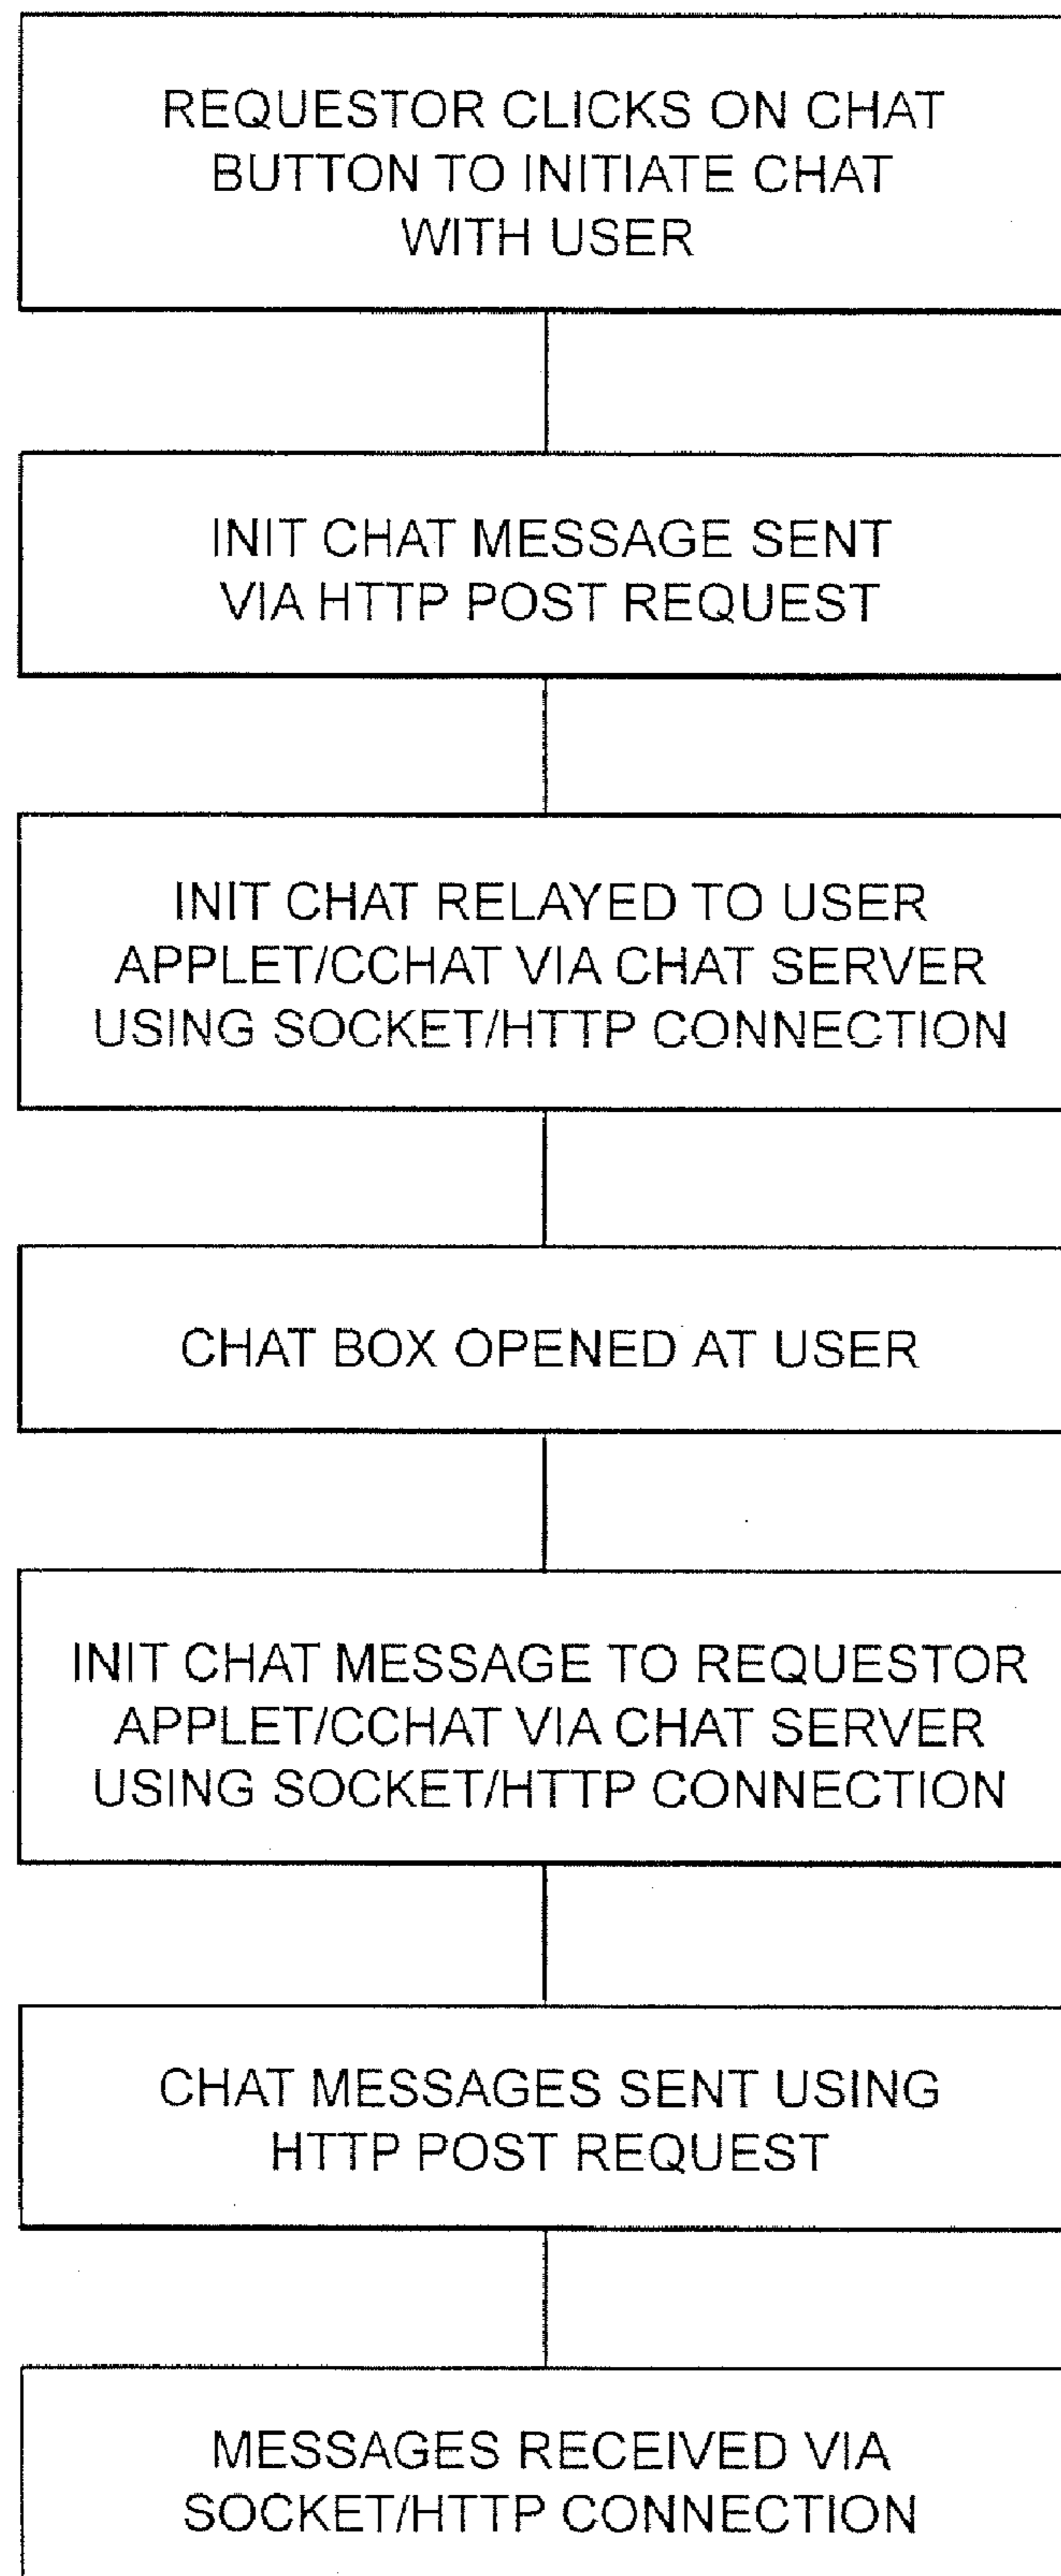 REQUESTOR CLICKS ON CHAT
BUTTON TO INITIATE CHAT
WITH USER
INIT CHAT MESSAGE SENT
VIA HTTP POST REQUEST
INIT CHAT RELAYED TO USER
APPLET/CCHAT VIA CHAT SERVER
USING SOCKET/HTTP CONNECTION
CHAT BOX OPENED AT USER
INIT CHAT MESSAGE TO REQUESTOR
APPLET/CCHAT VIA CHAT SERVER
USING SOCKET/HTTP CONNECTION
CHAT MESSAGES SENT USING
HTTP POST REQUEST
MESSAGES RECEIVED VIA
SOCKET/HTTP CONNECTION